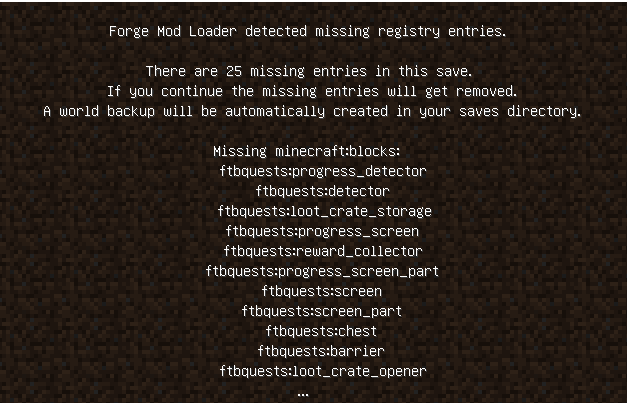 Forge Mod Loader detected missing registry entries.
There are 25 missing entries in this save.
If you continue the missing entries will get removed.
A world backup will be automatically created in your saves directory.
Missing minecraft:blocks:
ftbquests:progress_detector
ftbquests:detector
ftbquests:loot_crate_storage
ftbquests:progress_screen
ftbquests:reward_collector
ftbquests:progress_screen_part
ftbquests:screen
ftbquests:screen_part
ftbquests:chest
ftbquests:barrier
ftbquests:loot_crate_opener
...